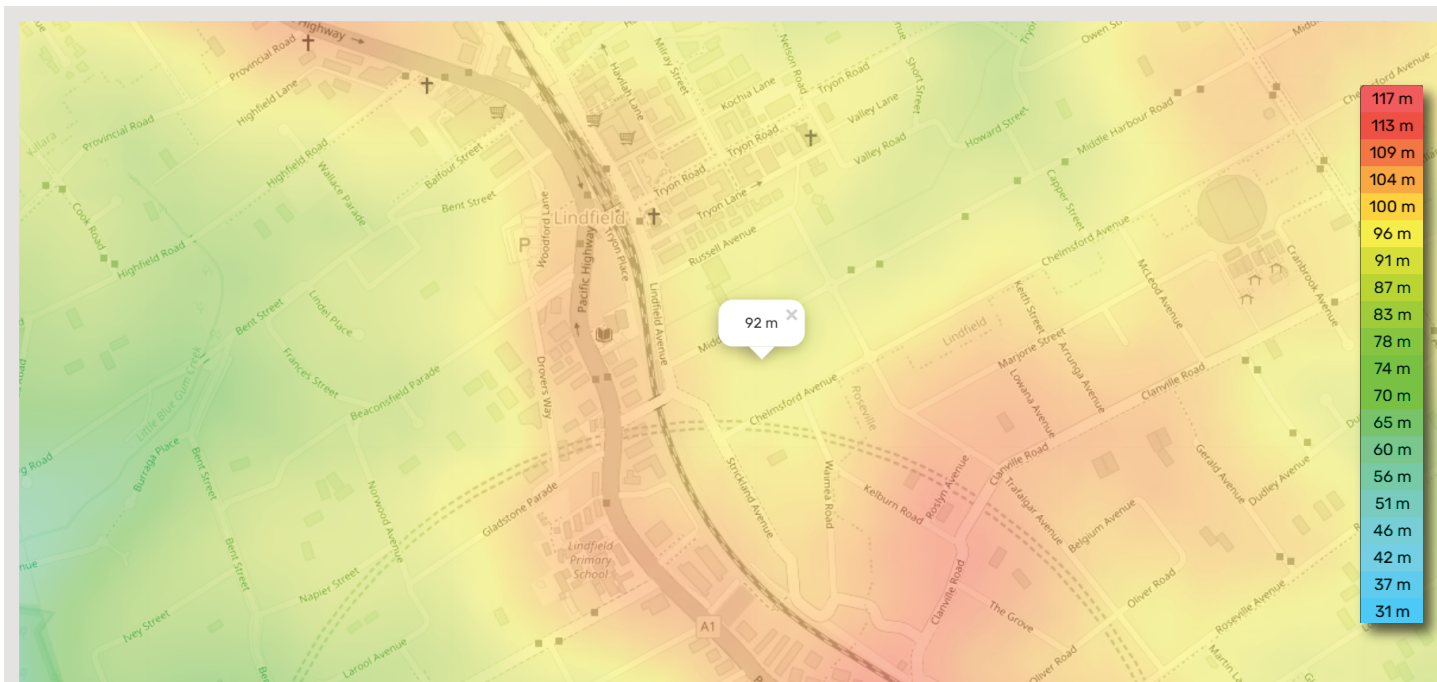 Highway
Provincial Road
Highfield Lane
Havilah Lane
Milray Street
Nelson Road
Short Street
Tryon
Owen Str
Midd
Kochia Lane
Tryon Road
Valley Lane
Howard Street
Middle Harbour Road
Killara
Provincial Road
Highfield Road
Balfour Street
Tryon Road
Valley Road
Wallace Parade
Bent Street
Tryon Road
Tryon Lane
Capper Street
Cook Road
Woodford Lane
Lindfield
P
Pacific Highway
Tryon Place
Russell Avenue
Chelmsford Avenue
Highfield Road
McLeod Avenue
Cranbrook Avenue
Bent Street
Lindel Place
Lindfield Avenue
92 m
×
Keith Street
Lindfield
Marjorie Street
Arrunga Avenue
Frances Street
Drovers Way
Beaconsfield Parade
Little Blue Gum Creek
Chelmsford Avenue
Roseville
Lowana Avenue
Clanville Road
Burraga Place
Bent Street
Norwood Avenue
Gladstone Parade
Strickland Avenue
Waimea Road
Kelburn Road
Roslyn Avenue
Clanville Road
Trafalgar Avenue
Gerald Avenue
Dudley Avenue
Belgium Avenue
Lindfield
Primary
School
Bent Street
Napier Street
Ivey Street
Larool Avenue
A1
Clanville Road
The Grove
Oliver Road
Oliver Road
Roseville Avenue
Martin L
117 m
113 m
109 m
104 m
100 m
96 m
91 m
87 m
83 m
78 m
74 m
70 m
65 m
60 m
56 m
51 m
46 m
42 m
37 m
31 m